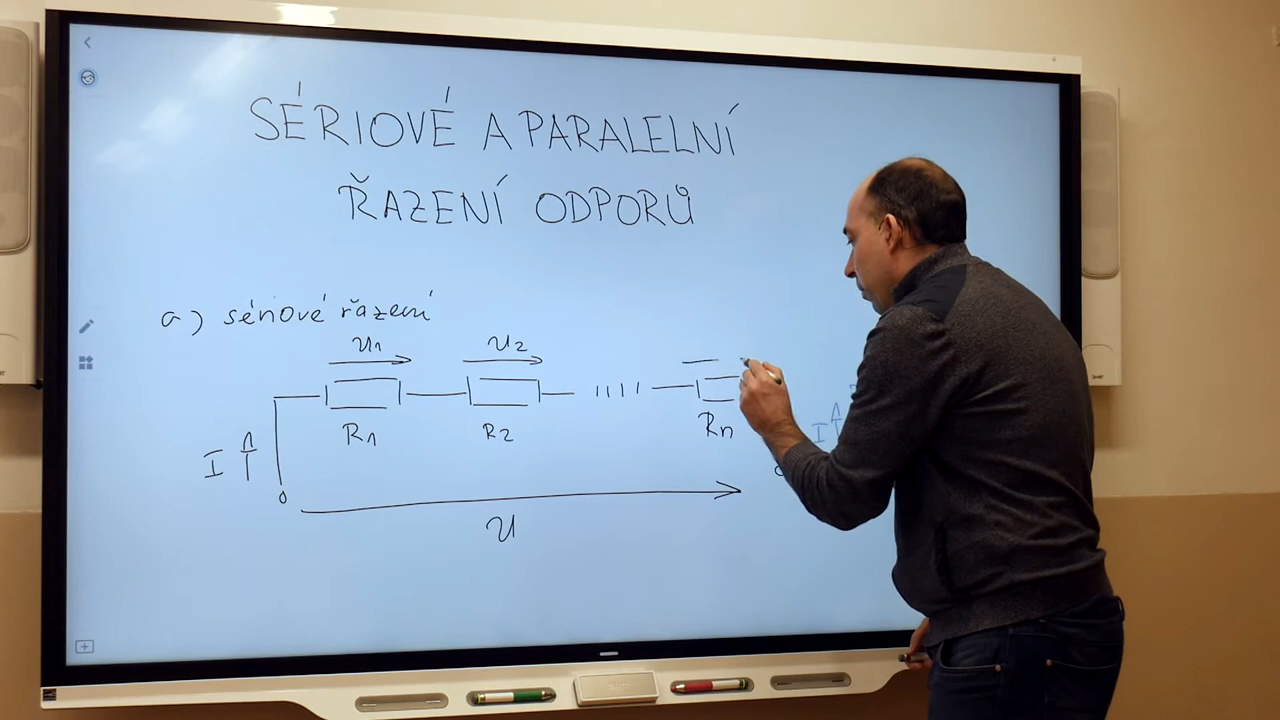 SÉRIOVÉ A PARALELNÍ
ŘAZENÍ ODPORŮ
a) sériové řazení
U1 U2
R1 R2 Rn
I I
U